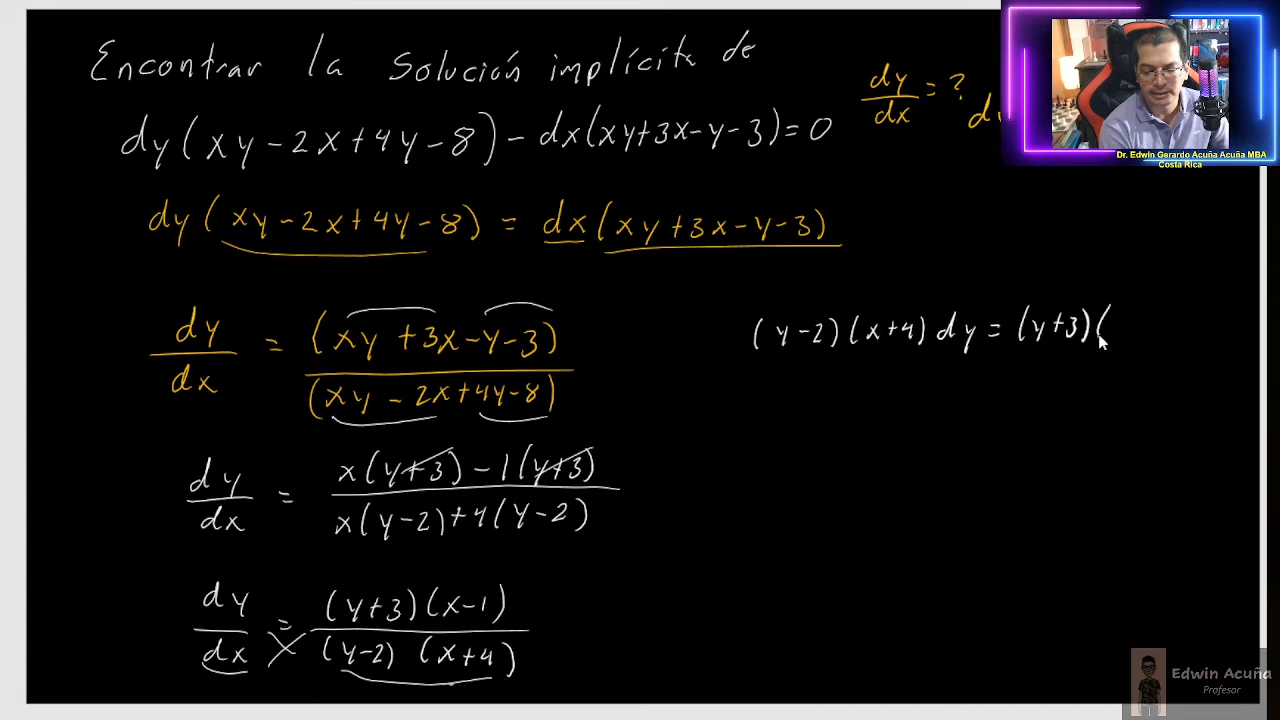 Encontrar la solución implícita de
dy(xy-2x+4y-8)-dx(xy+3x-y-3)=0
dy/dx = ?
dy(xy-2x+4y-8) = dx(xy+3x-y-3)
dy/dx = (xy+3x-y-3)/(xy-2x+4y-8)
dy/dx = x(y+3)-1(y+3)/x(y-2)+4(y-2)
dy/dx = (y+3)(x-1)/(y-2)(x+4)
(y-2)(x+4)dy = (y+3)(
Dr. Edwin Gerardo Acuña Acuña MBA
Costa Rica
Edwin Acuña
Profesor